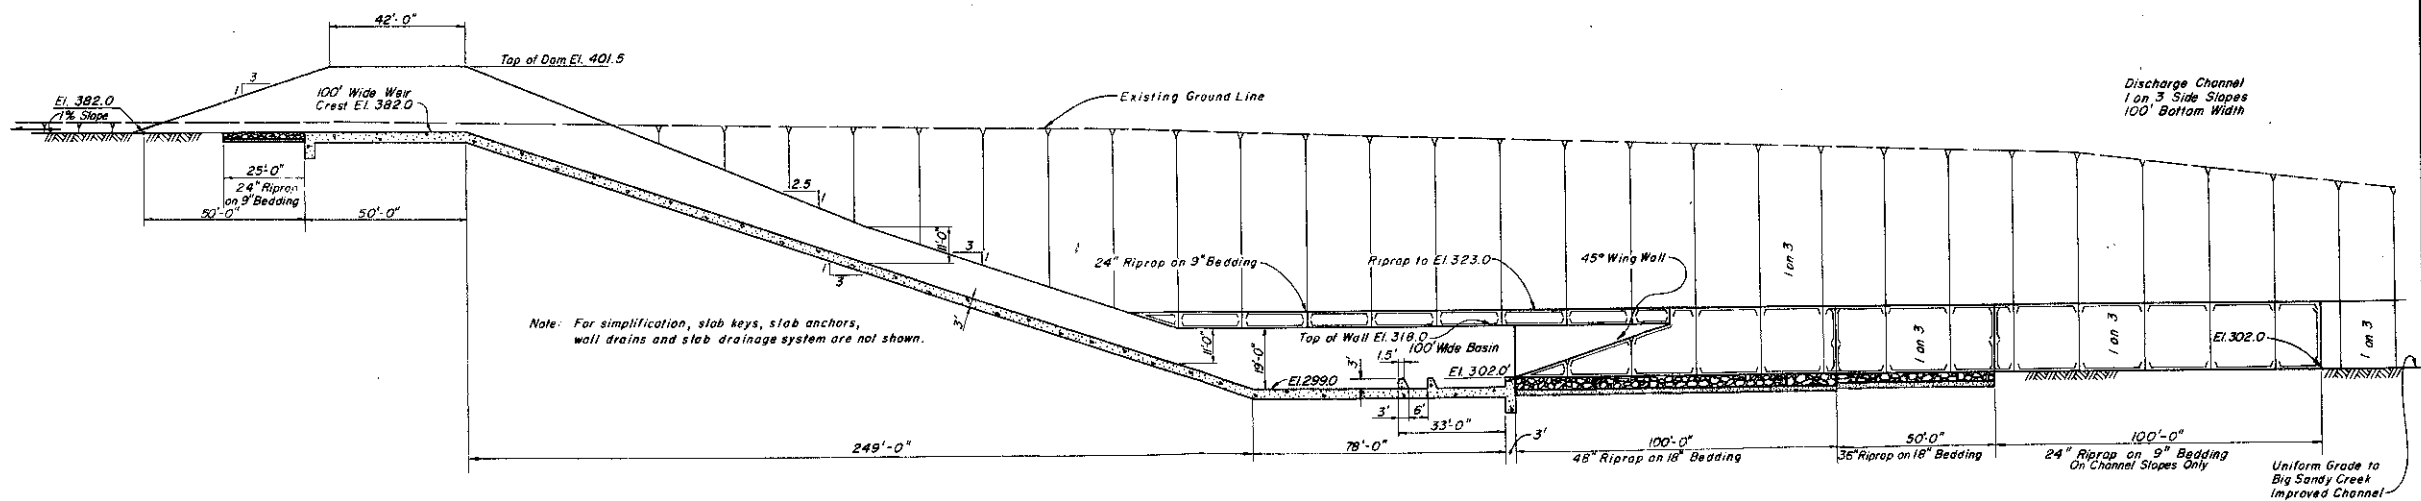 42'-0"
Top of Dam El. 401.5
3
1
El. 382.0
1% Slope
100' Wide Weir
Crest El. 382.0
Existing Ground Line
Discharge Channel
1 on 3 Side Slopes
100' Bottom Width
25'-0"
24" Riprap
on 9" Bedding
50'-0"
50'-0"
2.5
1
11'-0"
3
1
1
3
3'
24" Riprap on 9" Bedding
Riprap to El. 323.0
45° Wing Wall
1 on 3
Note: For simplification, slab keys, slab anchors,
wall drains and slab drainage system are not shown.
11'-0"
19'-0"
Top of Wall El. 318.0
100' Wide Basin
1.5'
3'
El. 299.0
El. 302.0'
3'
6'
33'-0"
3'
1 on 3
1 on 3
El. 302.0
1 on 3
249'-0"
78'-0"
100'-0"
48" Riprap on 18" Bedding
50'-0"
36" Riprap on 18" Bedding
100'-0"
24" Riprap on 9" Bedding
On Channel Slopes Only
Uniform Grade to
Big Sandy Creek
Improved Channel